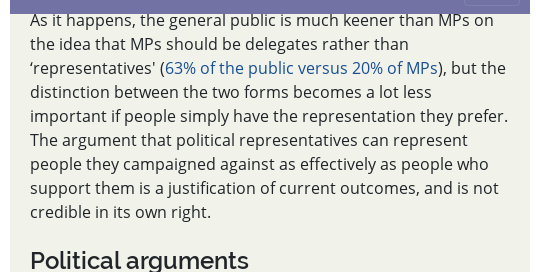 As it happens, the general public is much keener than MPs on
the idea that MPs should be delegates rather than
‘representatives' (63% of the public versus 20% of MPs), but the
distinction between the two forms becomes a lot less
important if people simply have the representation they prefer.
The argument that political representatives can represent
people they campaigned against as effectively as people who
support them is a justification of current outcomes, and is not
credible in its own right.
Political arguments